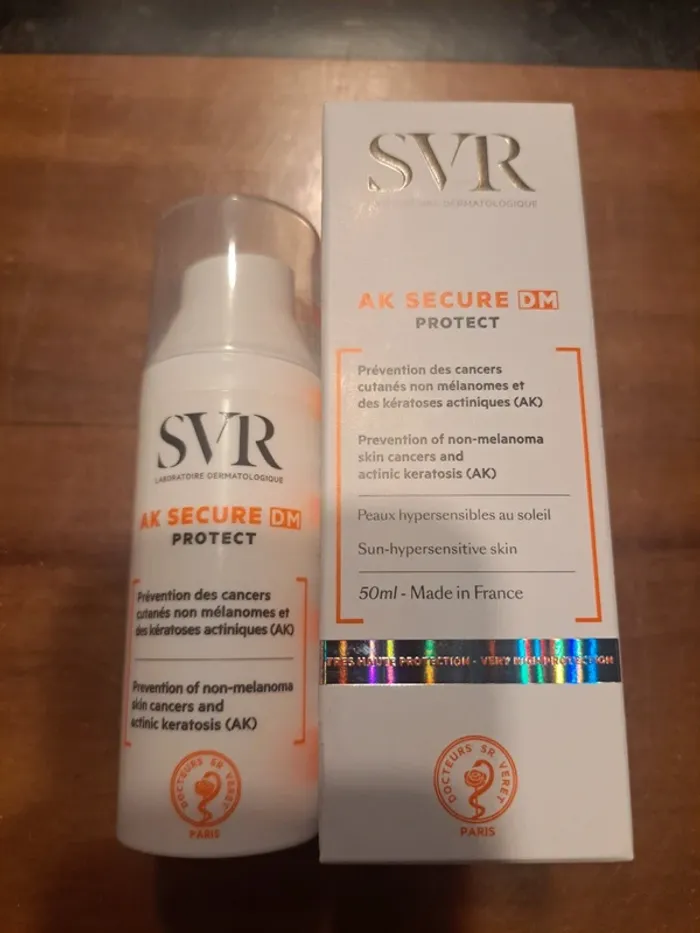 SVR
LABORATOIRE DERMATOLOGIQUE
AK SECURE DM
PROTECT
Prévention des cancers
cutanés non mélanomes et
des kératoses actiniques (AK)
Prevention of non-melanoma
skin cancers and
actinic keratosis (AK)
DOCTEURS SR VERET
PARIS
SVR
LABORATOIRE DERMATOLOGIQUE
AK SECURE DM
PROTECT
Prévention des cancers
cutanés non mélanomes et
des kératoses actiniques (AK)
Prevention of non-melanoma
skin cancers and
actinic keratosis (AK)
Peaux hypersensibles au soleil
Sun-hypersensitive skin
50ml - Made in France
TRÈS HAUTE PROTECTION - VERY HIGH PROTECTION
DOCTEURS SR VERET
PARIS